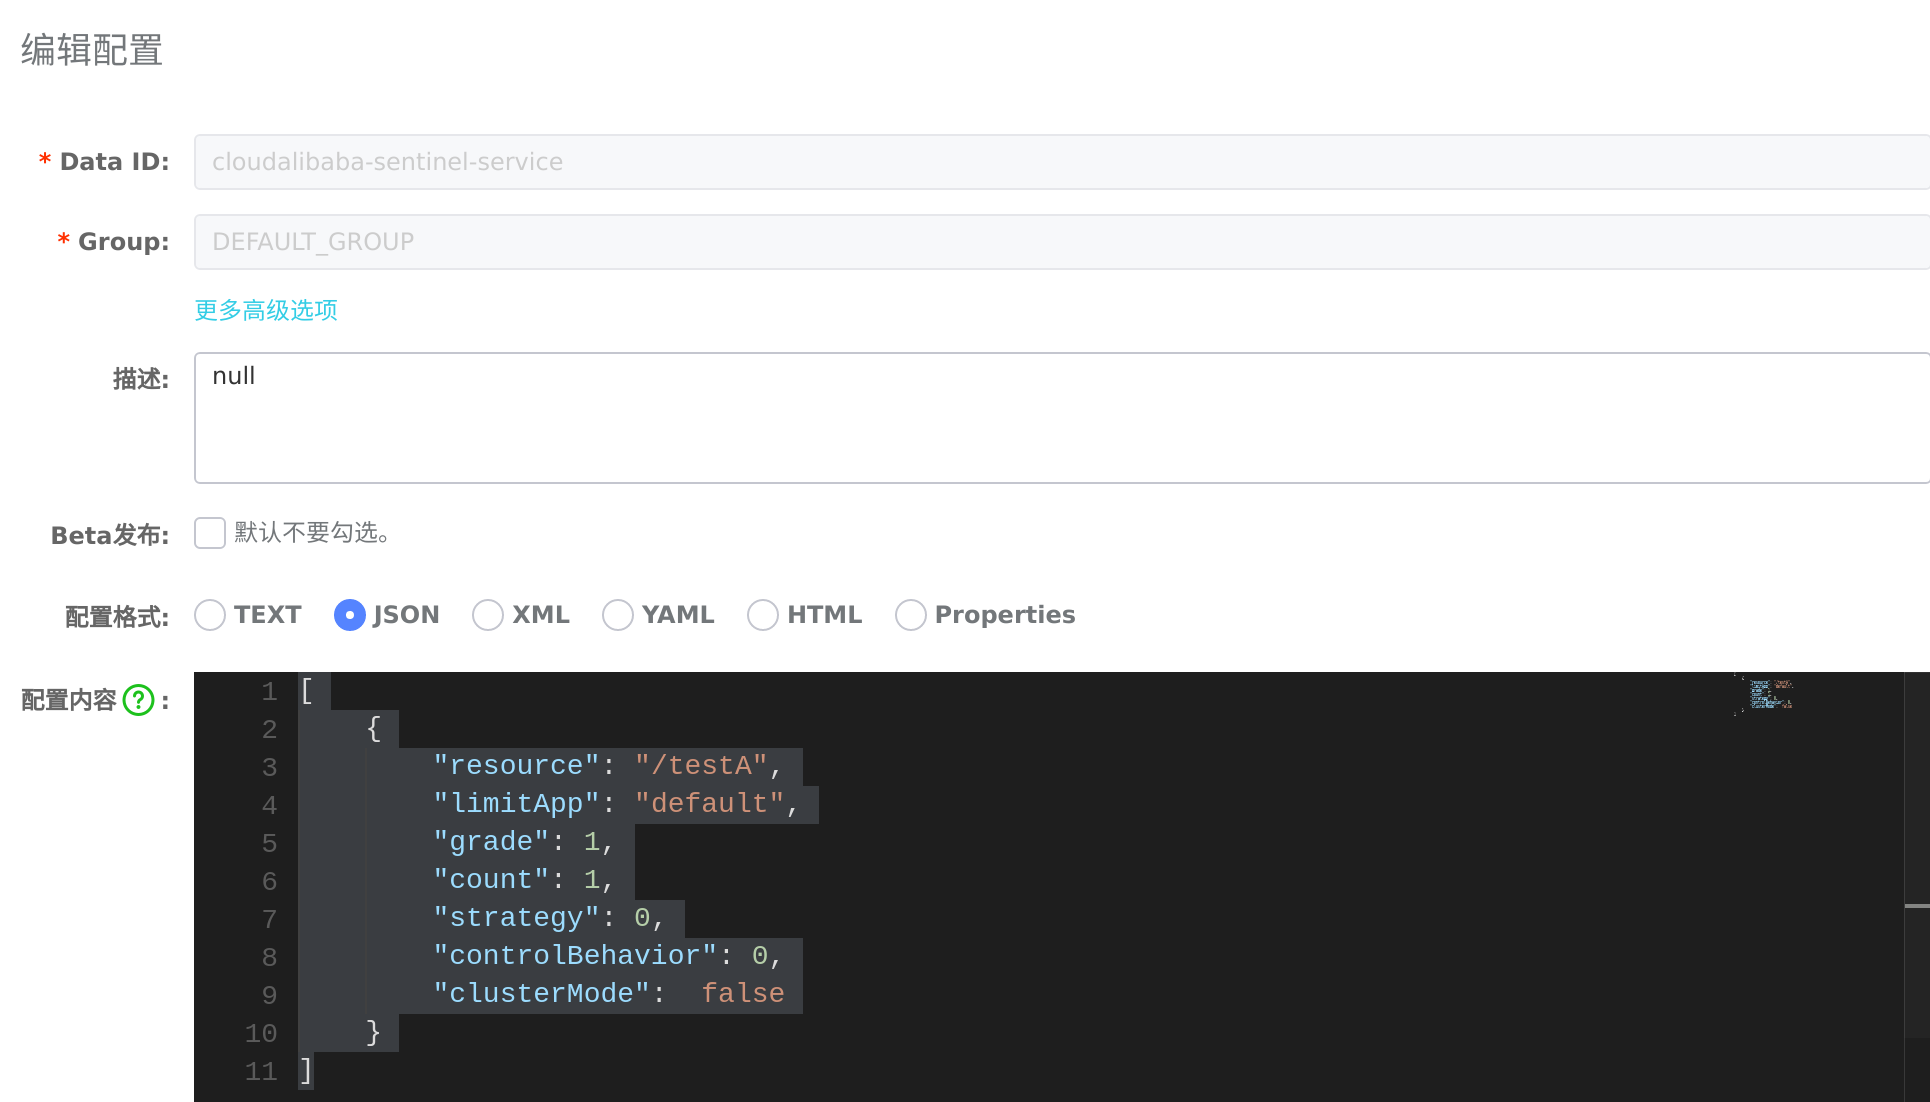 编辑配置
* Data ID: cloudalibaba-sentinel-service
* Group: DEFAULT_GROUP
更多高级选项
描述: null
Beta发布: 默认不要勾选。
配置格式: TEXT JSON XML YAML HTML Properties
配置内容 ? :
1 [
2     {
3         "resource": "/testA",
4         "limitApp": "default",
5         "grade": 1,
6         "count": 1,
7         "strategy": 0,
8         "controlBehavior": 0,
9         "clusterMode":  false
10     }
11 ]